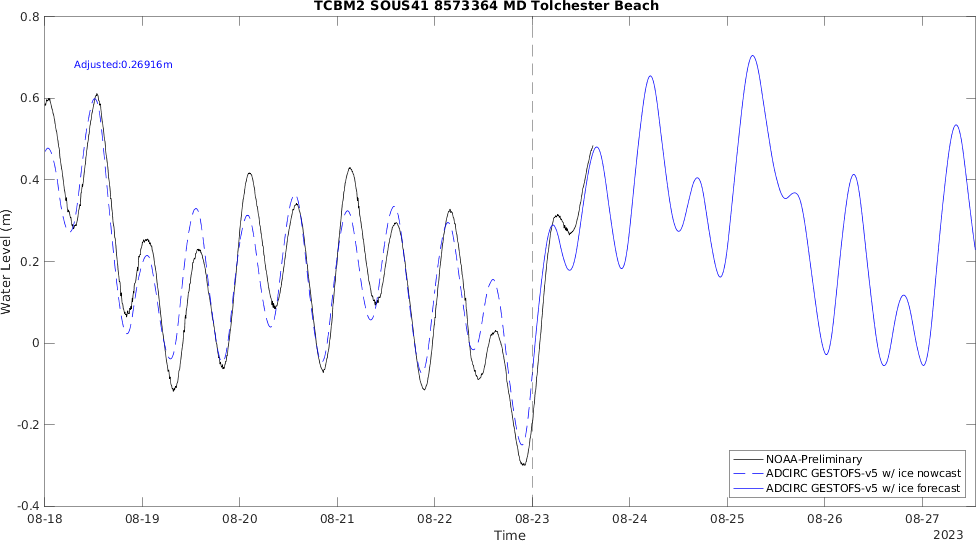 TCBM2 SOUS41 8573364 MD Tolchester Beach
Adjusted:0.26916m
Water Level (m)
0.8
0.6
0.4
0.2
0
-0.2
-0.4
NOAA-Preliminary
ADCIRC GESTOFS-v5 w/ ice nowcast
ADCIRC GESTOFS-v5 w/ ice forecast
08-18 08-19 08-20 08-21 08-22 08-23 08-24 08-25 08-26 08-27
Time
2023